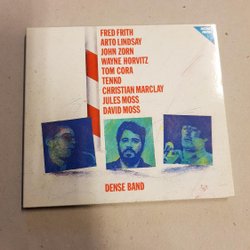 FRED FRITH
ARTO LINDSAY
JOHN ZORN
WAYNE HORVITZ
TOM CORA
TENKO
CHRISTIAN MARCLAY
JULES MOSS
DAVID MOSS
DENSE BAND